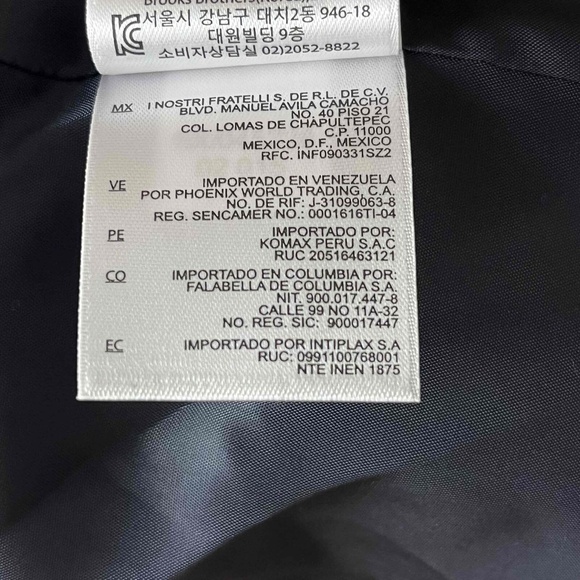 Brooks Brothers(Korea)
서울시 강남구 대치2동 946-18
대원빌딩 9층
소비자상담실 02)2052-8822
MX I NOSTRI FRATELLI S. DE R.L. DE C.V.
BLVD. MANUEL AVILA CAMACHO
NO. 40 PISO 21
COL. LOMAS DE CHAPULTEPEC
C.P. 11000
MEXICO, D.F., MEXICO
RFC. INF090331SZ2
VE IMPORTADO EN VENEZUELA
POR PHOENIX WORLD TRADING, C.A.
NO. DE RIF: J-31099063-8
REG. SENCAMER NO.: 0001616TI-04
PE IMPORTADO POR:
KOMAX PERU S.A.C
RUC 20516463121
CO IMPORTADO EN COLUMBIA POR:
FALABELLA DE COLUMBIA S.A.
NIT. 900.017.447-8
CALLE 99 NO 11A-32
NO. REG. SIC: 900017447
EC IMPORTADO POR INTIPLAX S.A
RUC: 0991100768001
NTE INEN 1875